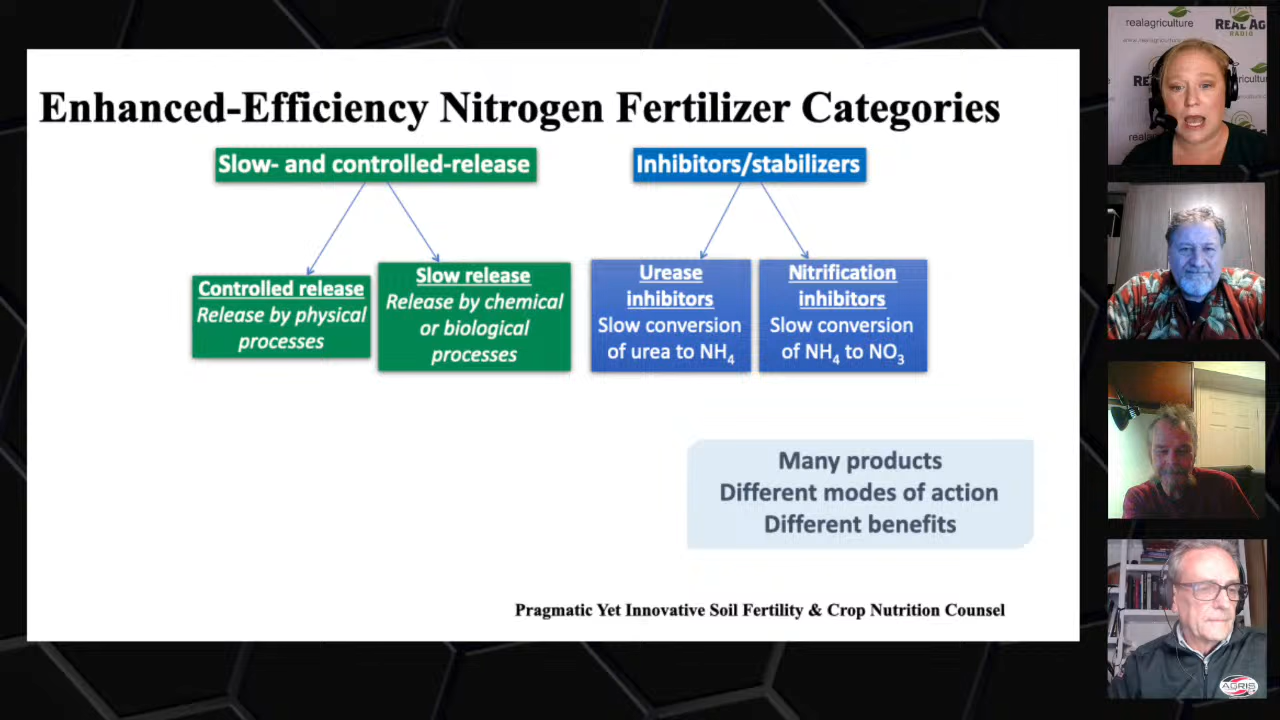 Enhanced-Efficiency Nitrogen Fertilizer Categories
Slow- and controlled-release
Inhibitors/stabilizers
Controlled release
Release by physical
processes
Slow release
Release by chemical
or biological
processes
Urease
inhibitors
Slow conversion
of urea to NH4
Nitrification
inhibitors
Slow conversion
of NH4 to NO3
Many products
Different modes of action
Different benefits
Pragmatic Yet Innovative Soil Fertility & Crop Nutrition Counsel
realagriculture
REAL AG
RADIO
AGRIS